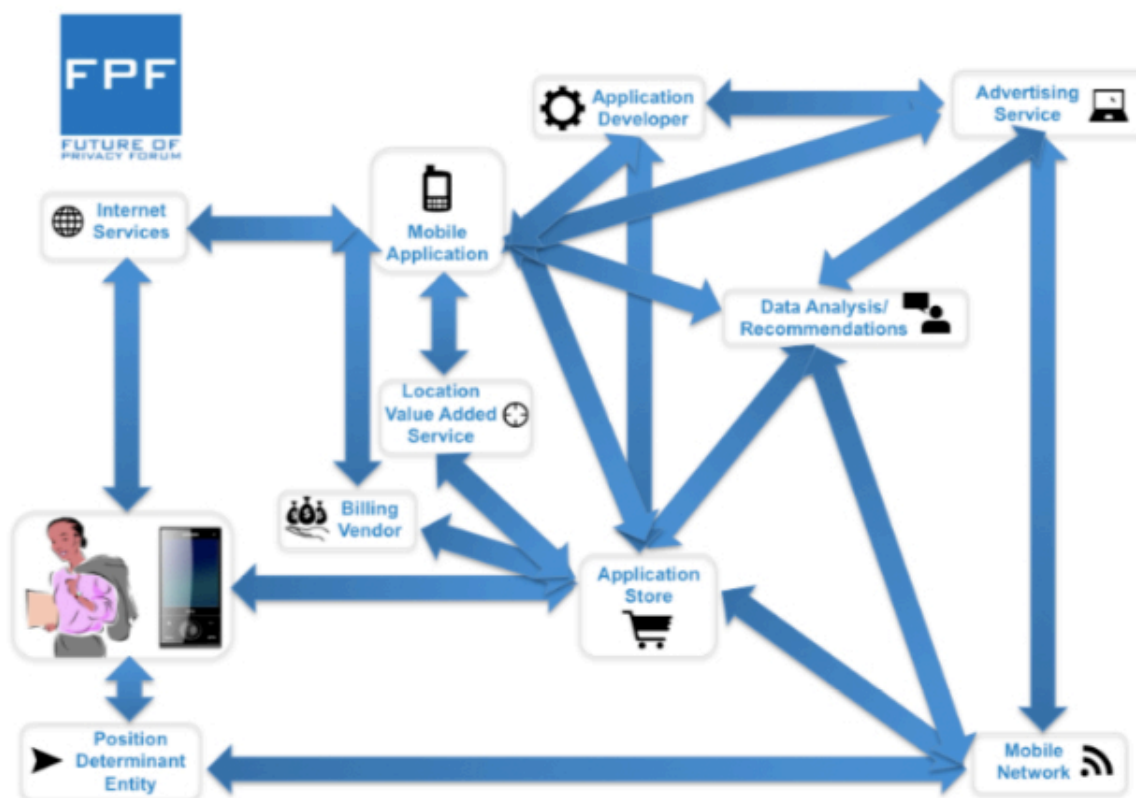 FPF
FUTURE OF
PRIVACY FORUM
Application
Developer
Advertising
Service
Internet
Services
Mobile
Application
Data Analysis/
Recommendations
Location
Value Added
Service
Billing
Vendor
Application
Store
Position
Determinant
Entity
Mobile
Network